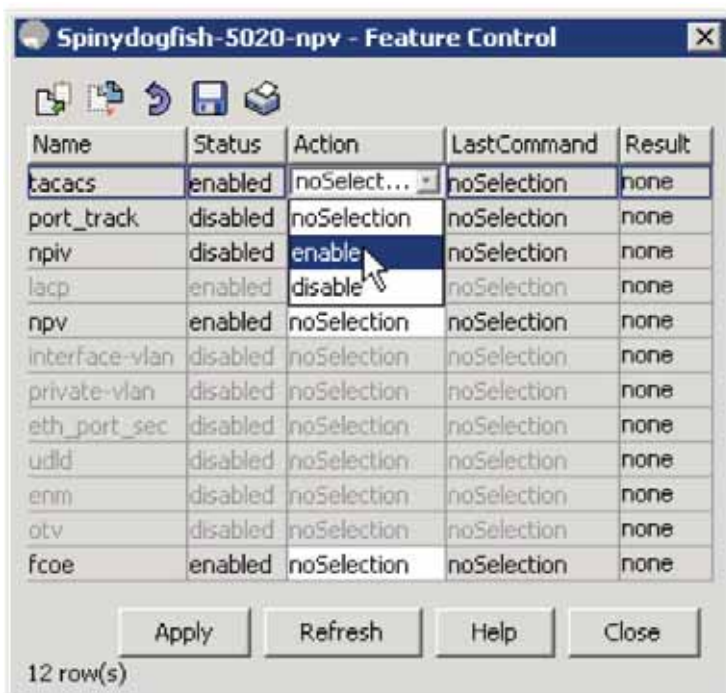 Spinydogfish-5020-npv - Feature Control
Name Status Action LastCommand Result
tacacs enabled noSelect... noSelection none
port_track disabled noSelection noSelection none
npiv disabled enable noSelection none
lacp enabled disable noSelection none
npv enabled noSelection noSelection none
interface-vlan disabled noSelection noSelection none
private-vlan disabled noSelection noSelection none
eth_port_sec disabled noSelection noSelection none
udld disabled noSelection noSelection none
enm disabled noSelection noSelection none
otv disabled noSelection noSelection none
fcoe enabled noSelection noSelection none
Apply Refresh Help Close
12 row(s)